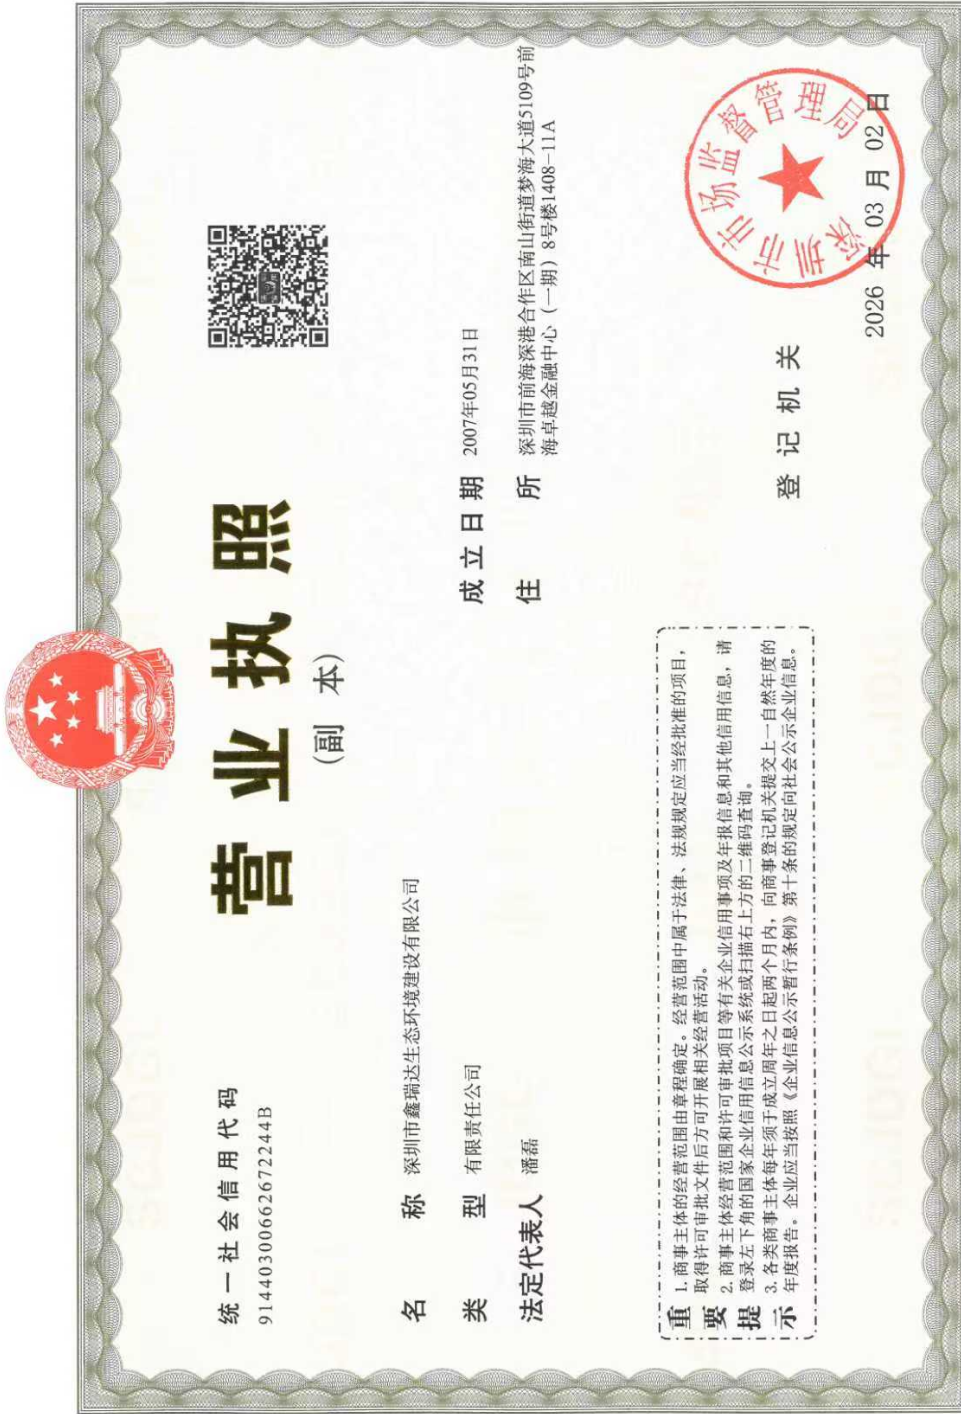 营业执照
(副 本)
统一社会信用代码
91440300662672244B
名 称 深圳市鑫瑞达生态环境建设有限公司
类 型 有限责任公司
法定代表人 潘磊
成立日期 2007年05月31日
住 所 深圳市前海深港合作区南山街道梦海大道5109号前
海卓越金融中心（一期）8号楼1408-11A
重要提示
1. 商事主体的经营范围由章程确定。经营范围中属于法律、法规规定应当经批准的项目，
取得许可审批文件后方可开展相关经营活动。
2. 商事主体经营范围和许可审批项目等有关企业信用事项及年报信息和其他信用信息，请
登录左下角的国家企业信用信息公示系统或扫描右上方的二维码查询。
3. 各类商事主体每年须于成立周年之日起两个月内，向商事登记机关提交上一自然年度的
年度报告。企业应当按照《企业信息公示暂行条例》第十条的规定向社会公示企业信息。
登记机关
深圳市市场监督管理局
2026 年 03 月 02 日